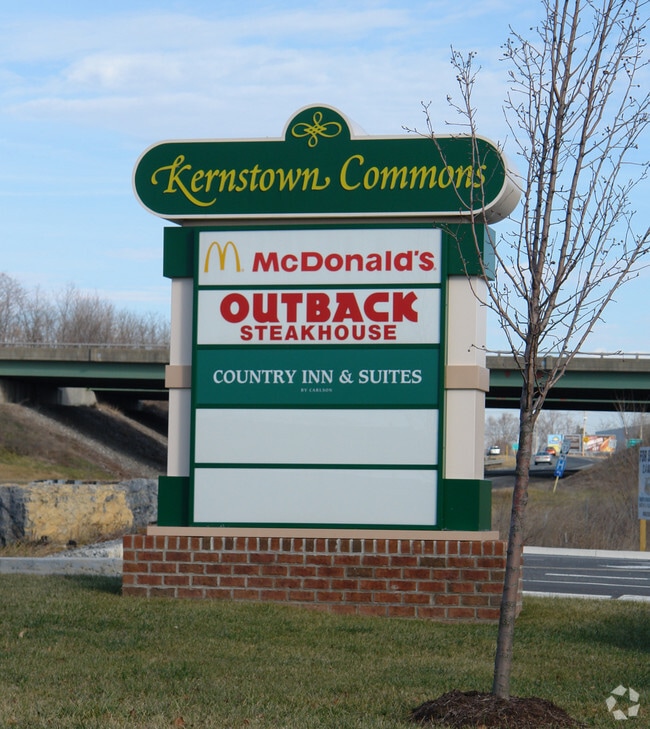 Kernstown Commons
McDonald's
OUTBACK
STEAKHOUSE
COUNTRY INN & SUITES
BY CARLSON